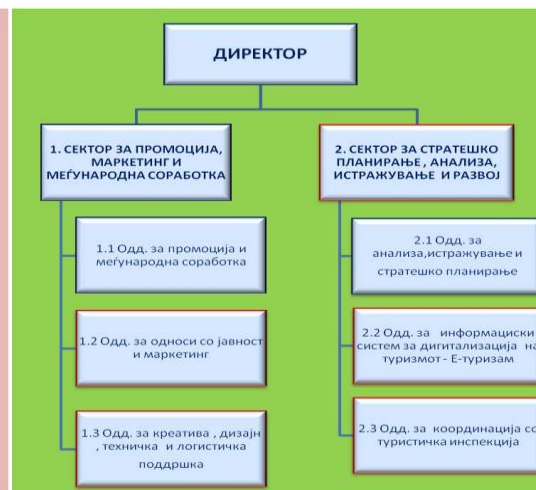 ДИРЕКТОР
1. СЕКТОР ЗА ПРОМОЦИЈА,
МАРКЕТИНГ И
МЕЃУНАРОДНА СОРАБОТКА
2. СЕКТОР ЗА СТРАТЕШКО
ПЛАНИРАЊЕ , АНАЛИЗА,
ИСТРАЖУВАЊЕ И РАЗВОЈ
1.1 Одд. за промоција и
меѓународна соработка
1.2 Одд. за односи со јавност
и маркетинг
1.3 Одд. за креатива , дизајн
, техничка и логистичка
поддршка
2.1 Одд. за
анализа,истражување и
стратешко планирање
2.2 Одд. за информациски
систем за дигитализација на
туризмот - Е-туризам
2.3 Одд. за координација со
туристичка инспекција